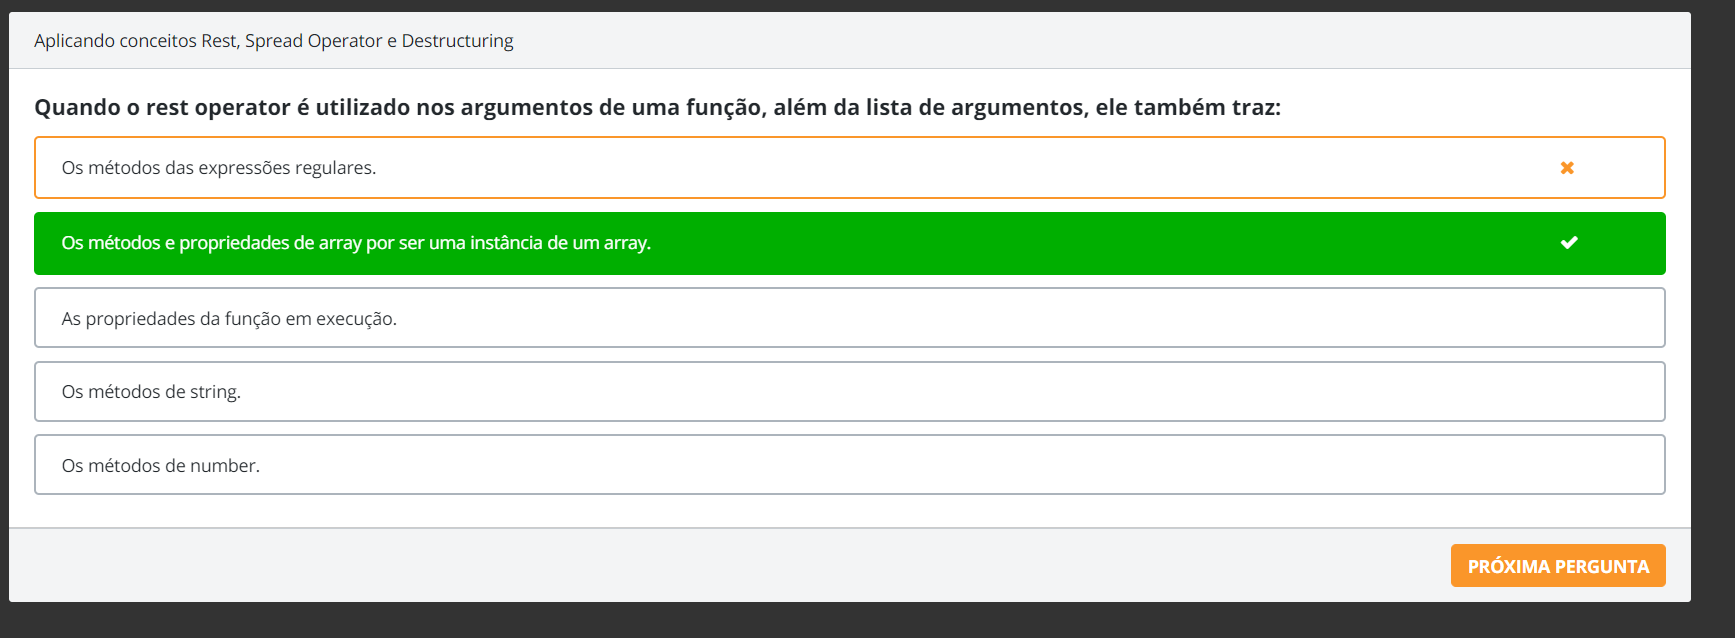 Aplicando conceitos Rest, Spread Operator e Destructuring
Quando o rest operator é utilizado nos argumentos de uma função, além da lista de argumentos, ele também traz:
Os métodos das expressões regulares.
Os métodos e propriedades de array por ser uma instância de um array.
As propriedades da função em execução.
Os métodos de string.
Os métodos de number.
PRÓXIMA PERGUNTA